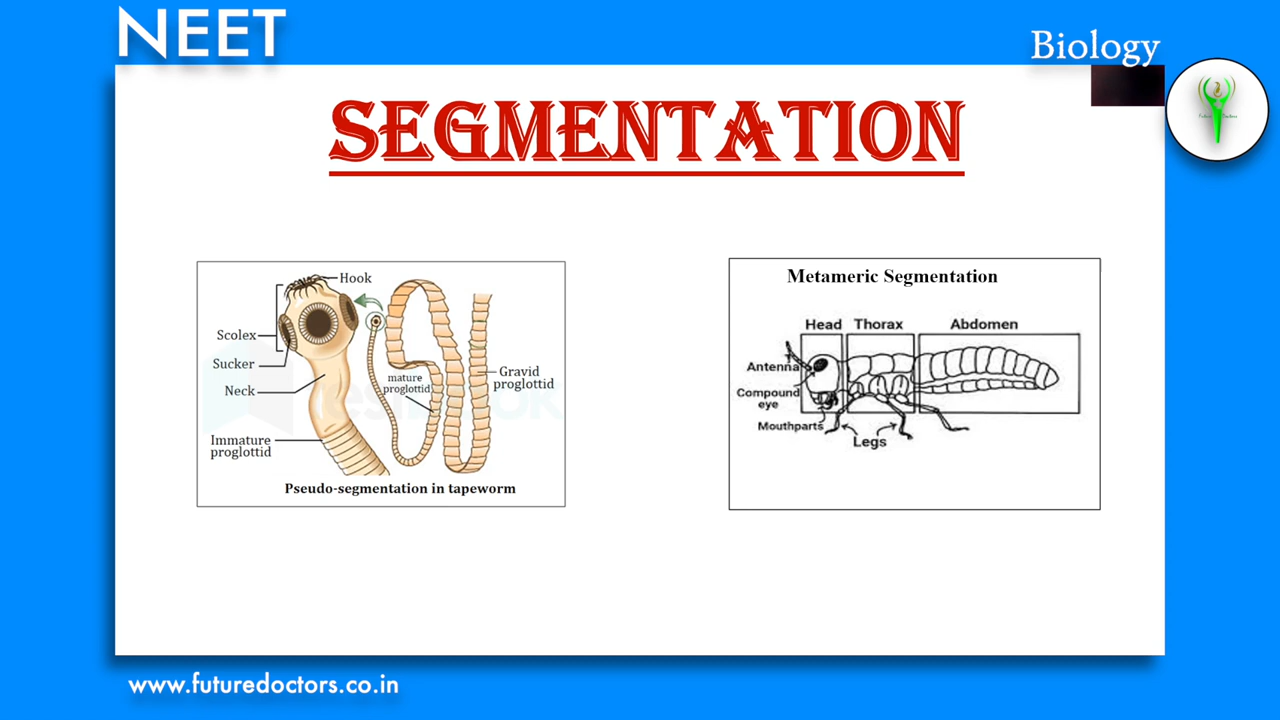 NEET
Biology
SEGMENTATION
Hook
Scolex
Sucker
Neck
Immature
proglottid
mature
proglottid
Gravid
proglottid
Pseudo-segmentation in tapeworm
Metameric Segmentation
Head Thorax Abdomen
Antenna
Compound
eye
Mouthparts
Legs
www.futuredoctors.co.in